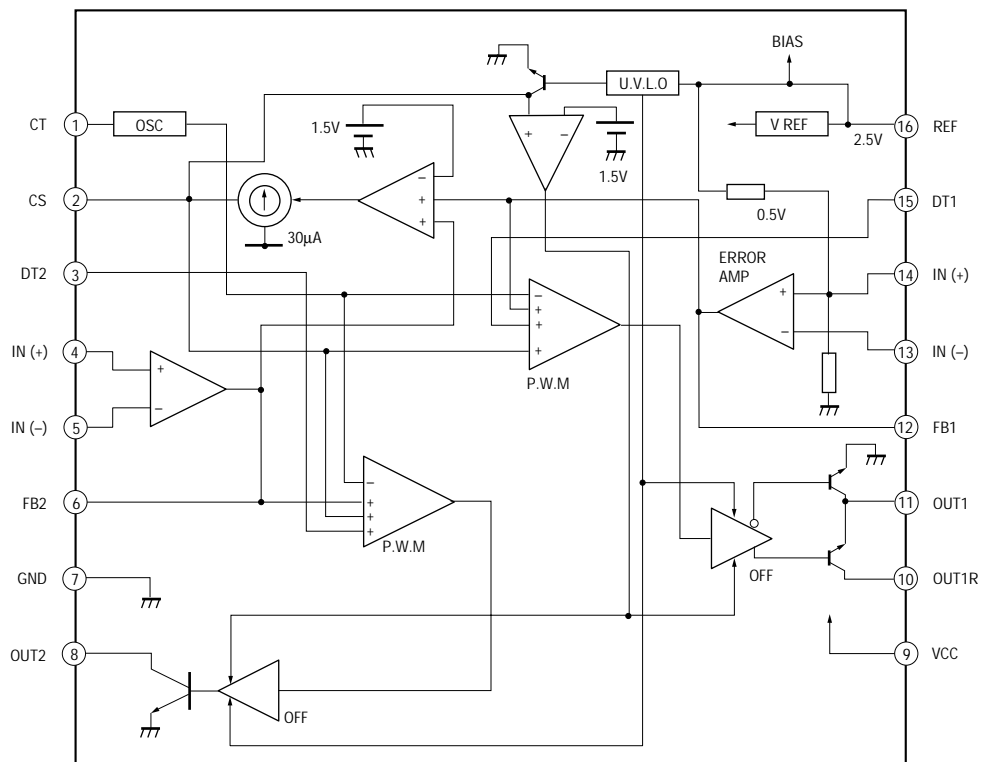 BIAS
U.V.L.O
CT
1
OSC
1.5V
+
−
1.5V
V REF
2.5V
16
REF
CS
2
30μA
−
+
+
0.5V
15
DT1
DT2
3
ERROR
AMP
+
−
14
IN (+)
IN (+)
4
+
−
−
+
+
+
P.W.M
13
IN (–)
IN (–)
5
12
FB1
FB2
6
−
+
+
+
P.W.M
11
OUT1
GND
7
OFF
10
OUT1R
OUT2
8
OFF
9
VCC